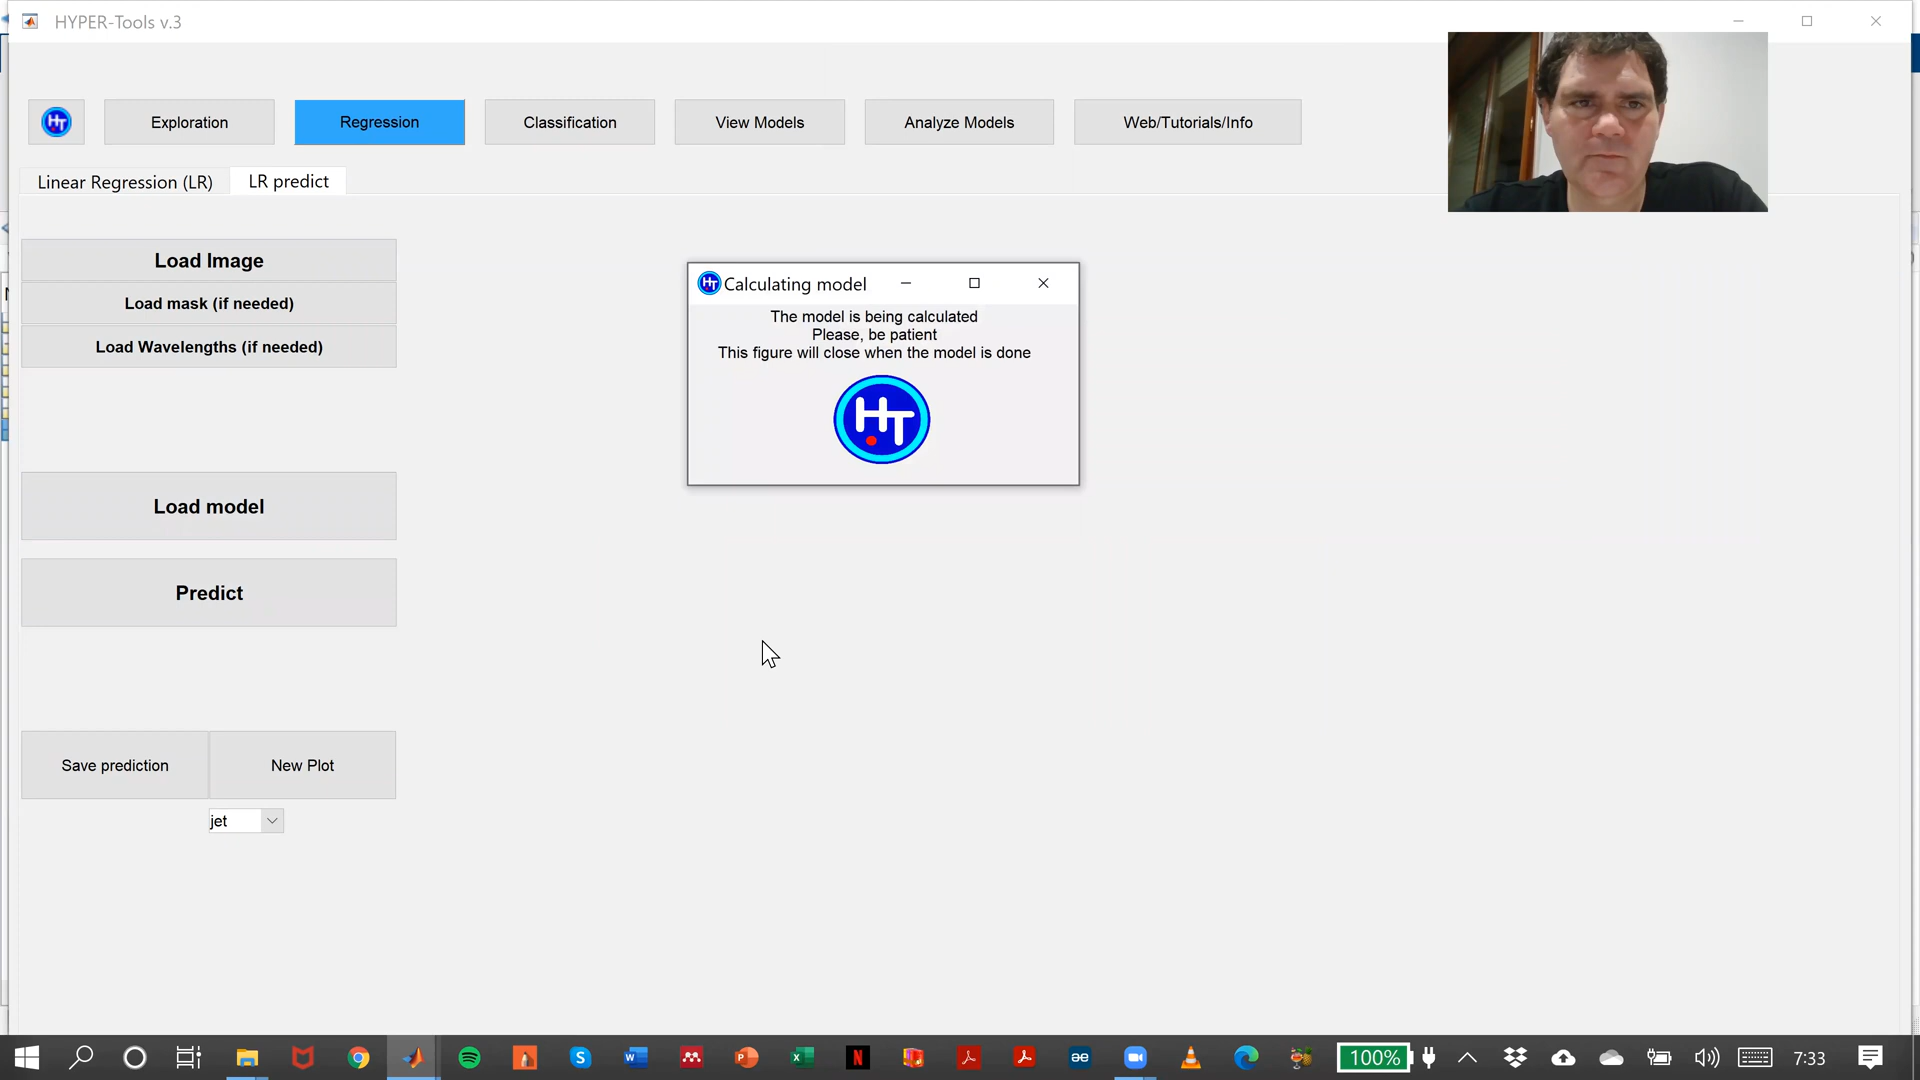 HYPER-Tools v.3
HT
Exploration
Regression
Classification
View Models
Analyze Models
Web/Tutorials/Info
Linear Regression (LR)
LR predict
Load Image
Load mask (if needed)
Load Wavelengths (if needed)
Load model
Predict
Save prediction
New Plot
jet
HT
Calculating model
The model is being calculated
Please, be patient
This figure will close when the model is done
HT
100%
7:33